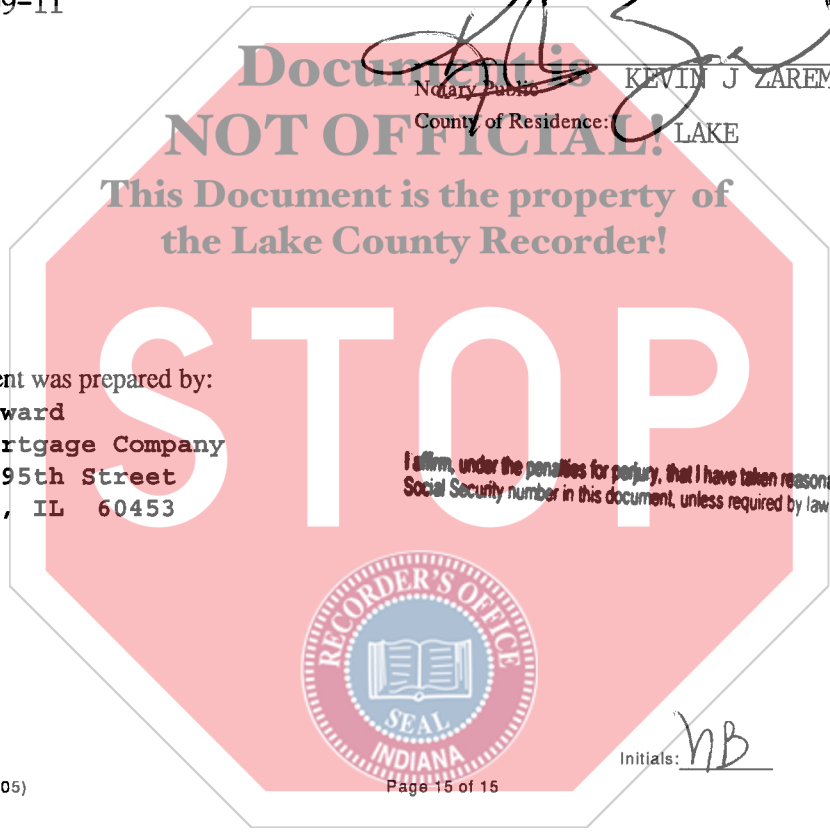 9-11
Document is
KEVIN J ZAREM
Notary Public
NOT OFFICIAL!
County of Residence:
LAKE
This Document is the property of
the Lake County Recorder!
STOP
ent was prepared by:
ward
rtgage Company
95th Street
, IL 60453
I affirm, under the penalties for perjury, that I have taken reasona
Social Security number in this document, unless required by law
RECORDER'S OFFICE
SEAL
INDIANA
Initials: NB
05)
Page 15 of 15